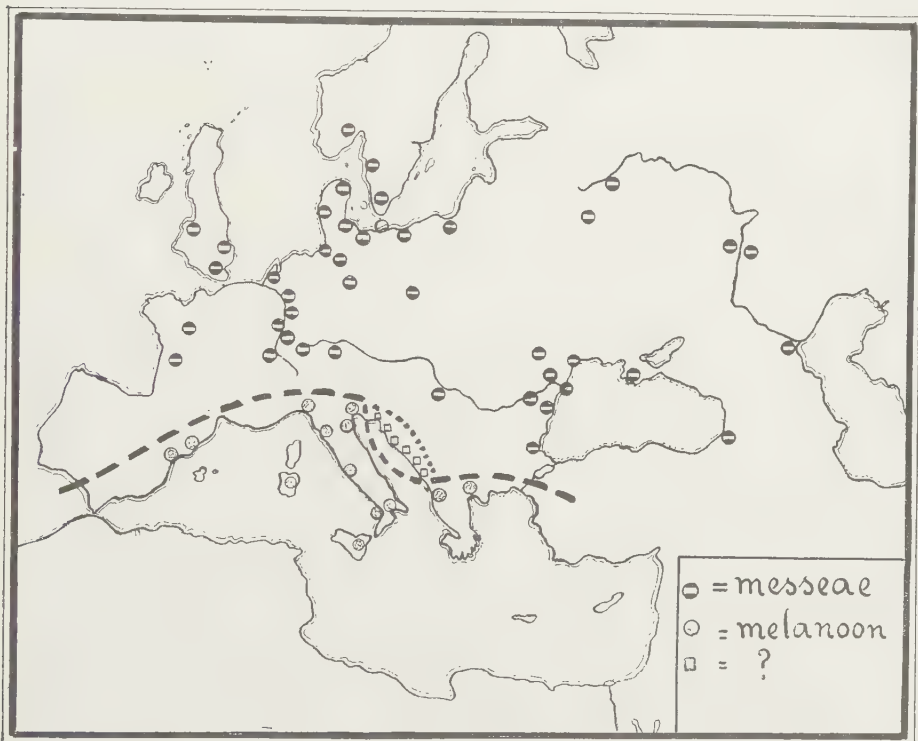 = messeae
= melanoon
= ?